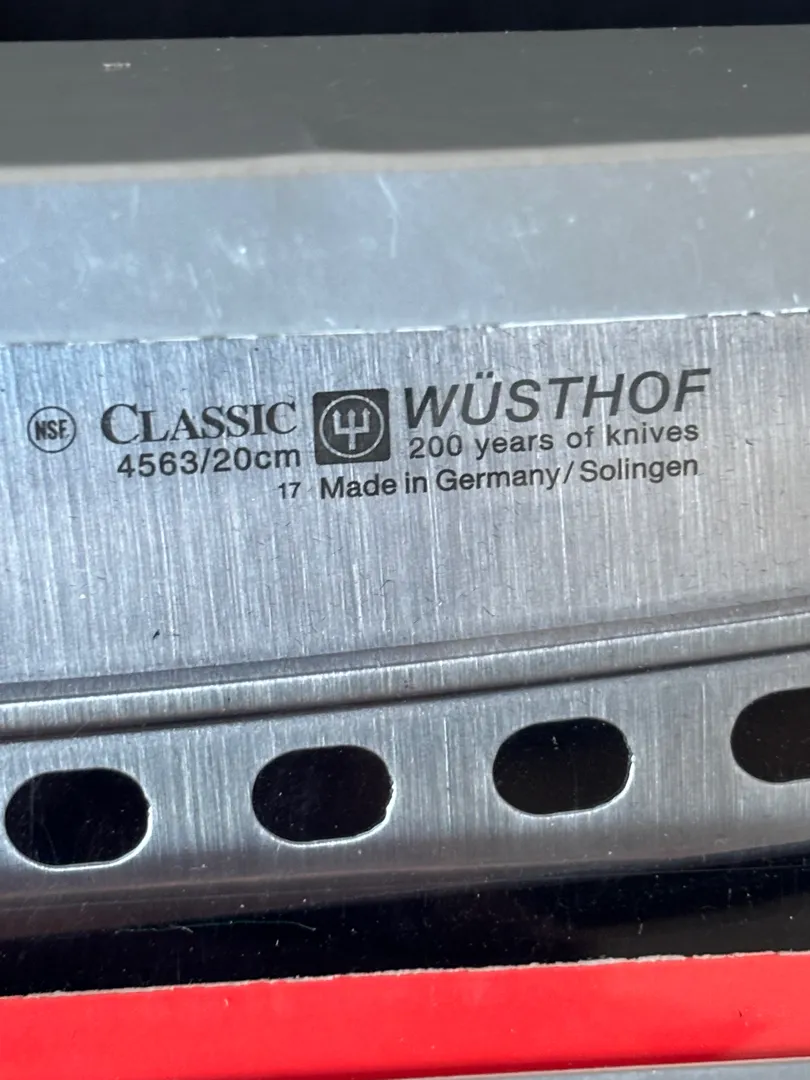 NSF
CLASSIC
4563/20cm
17
WÜSTHOF
200 years of knives
Made in Germany/Solingen